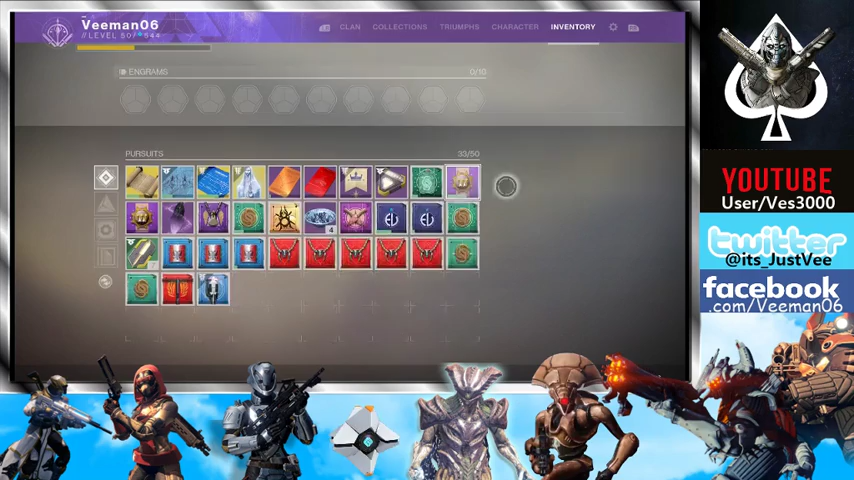 Veeman06
// LEVEL 50/✦544
CLAN
COLLECTIONS
TRIUMPHS
CHARACTER
INVENTORY
ENGRAMS
0/10
PURSUITS
33/50
4
YOUTUBE
User/Ves3000
twitter
@its_JustVee
facebook
.com/Veeman06